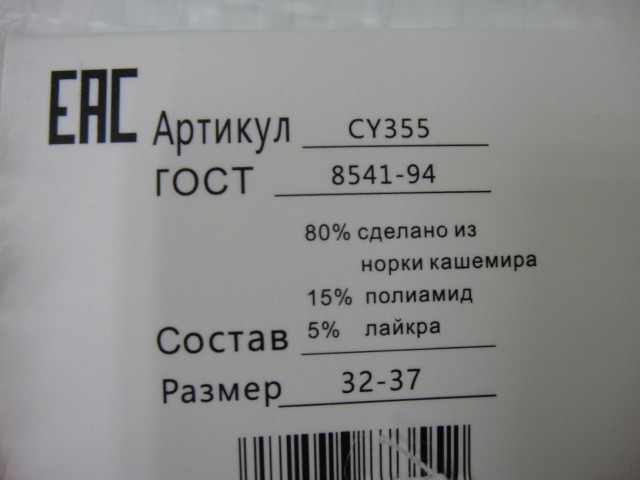 EAC
Артикул CY355
ГОСТ 8541-94
80% сделано из
норки кашемира
15% полиамид
Состав 5% лайкра
Размер 32-37